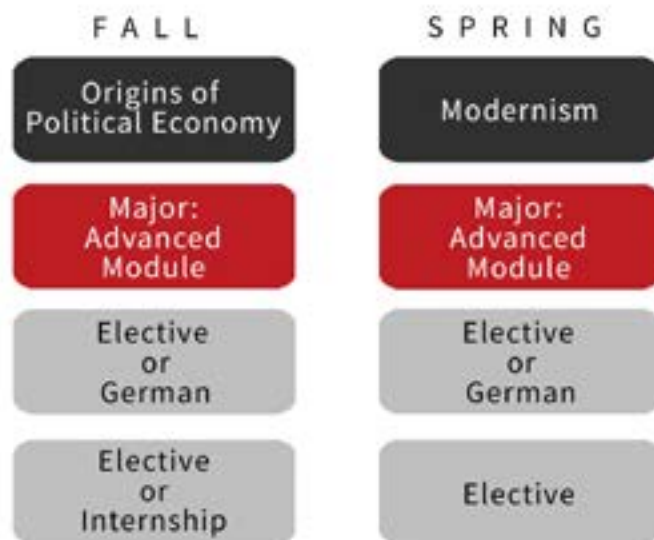 FALL
Origins of
Political Economy
Major:
Advanced
Module
Elective
or
German
Elective
or
Internship
SPRING
Modernism
Major:
Advanced
Module
Elective
or
German
Elective